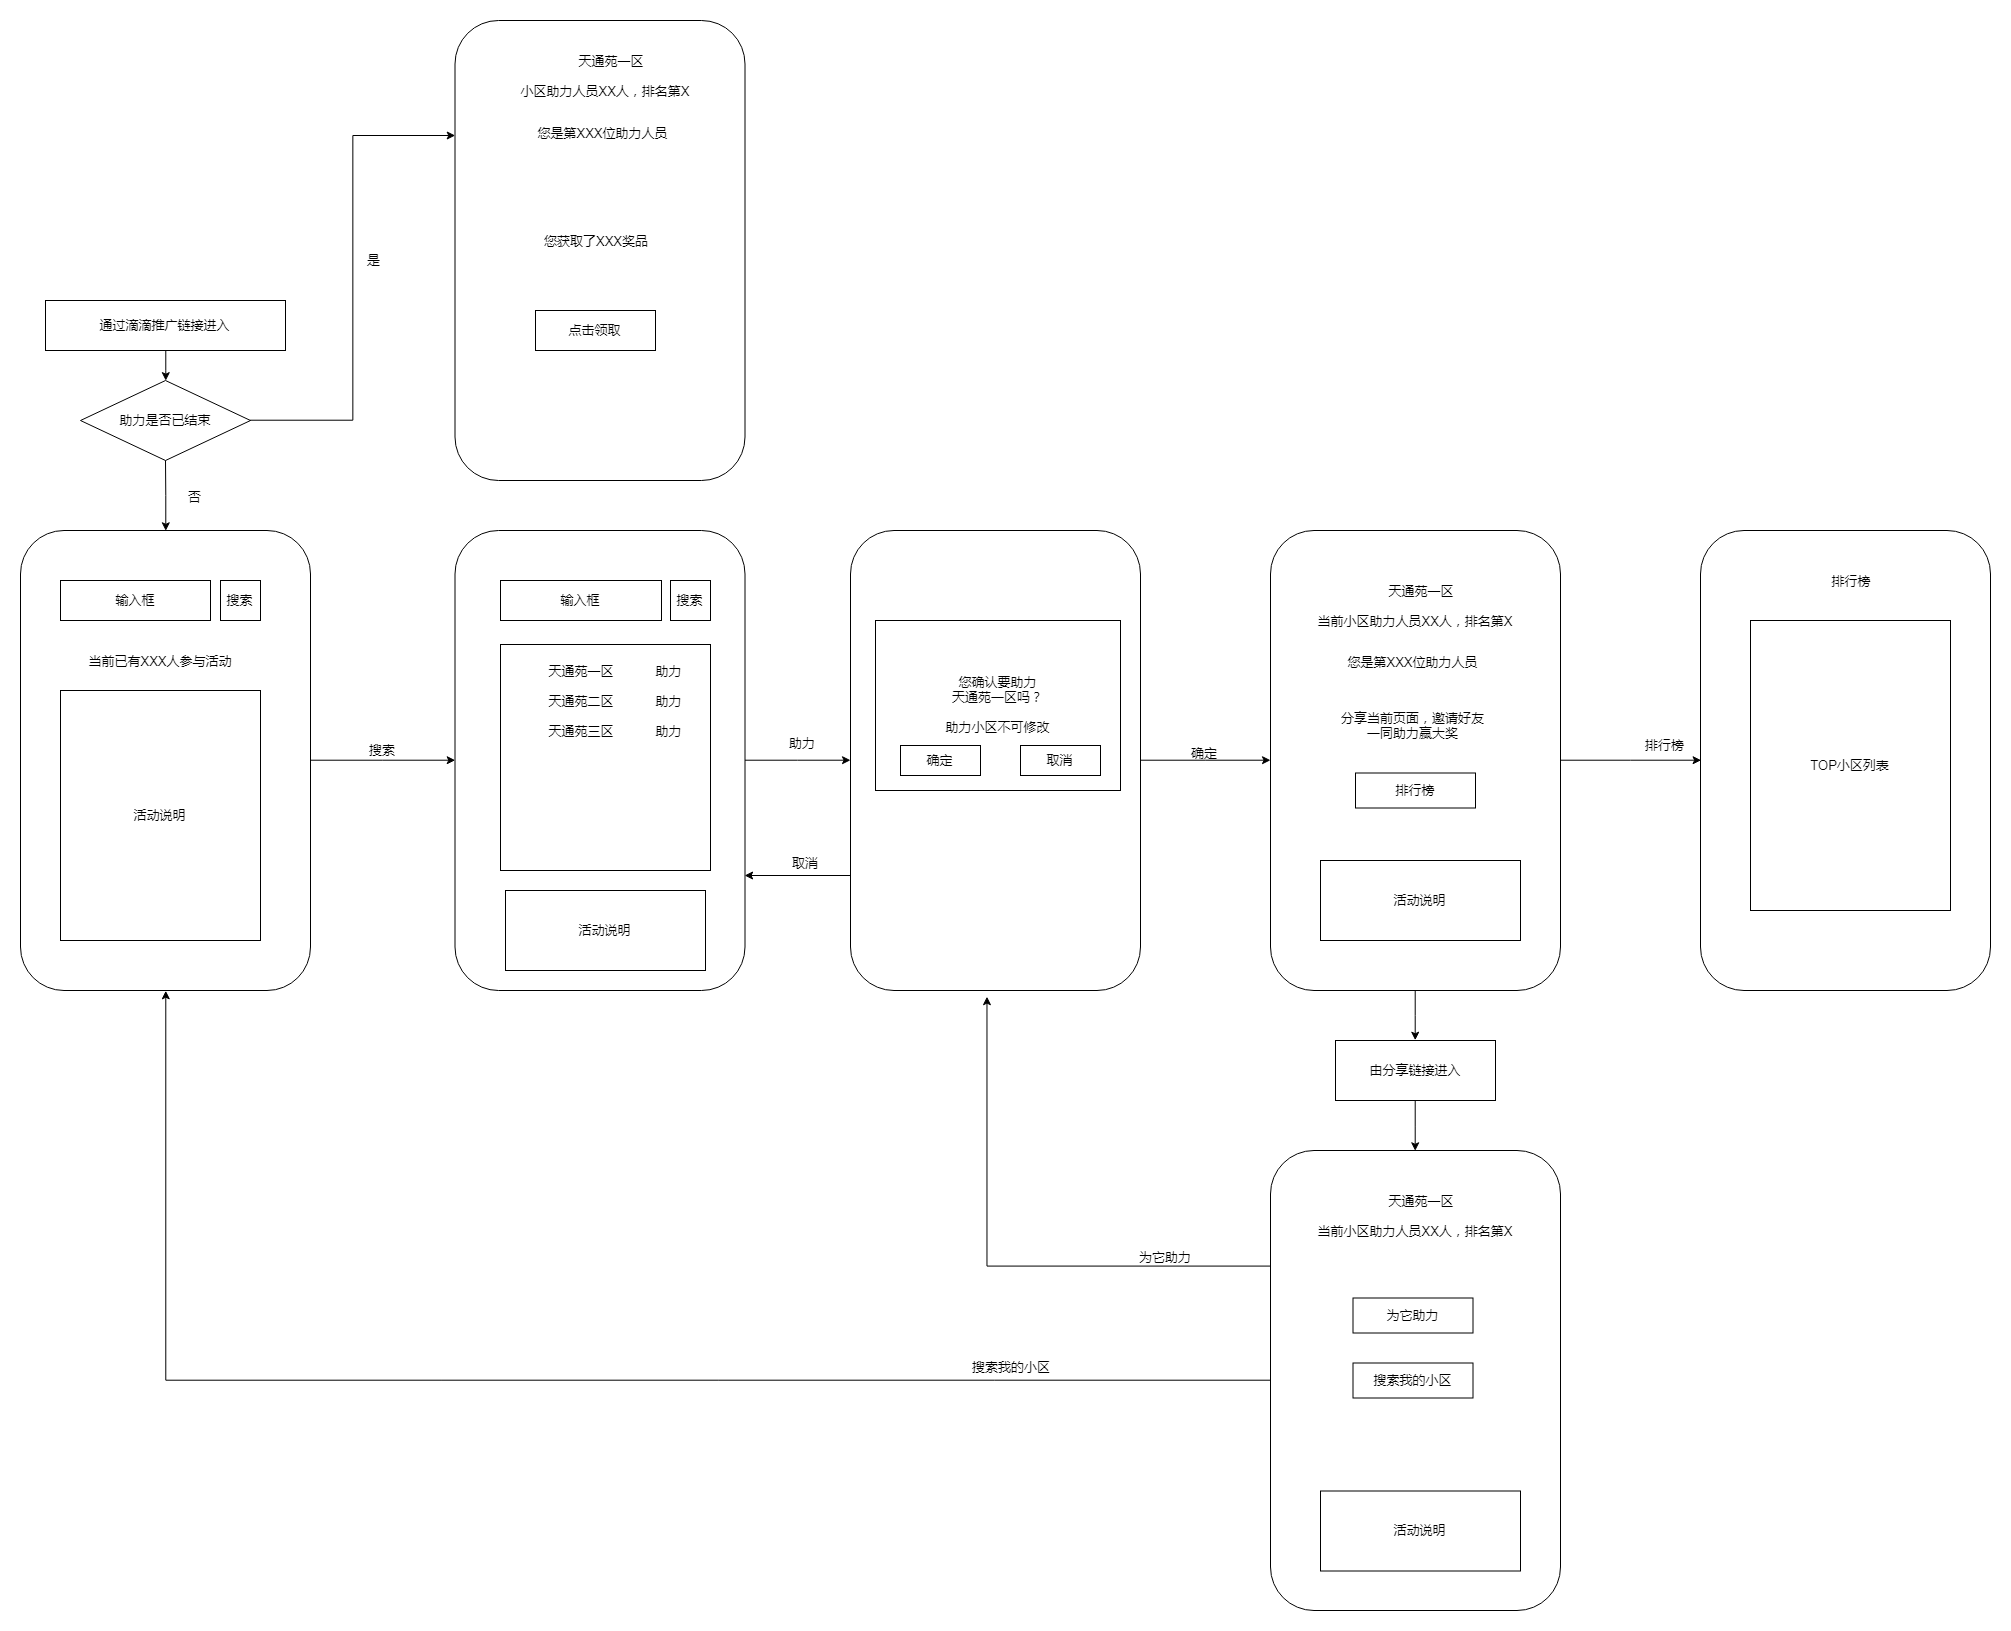 天通苑一区
小区助力人员XX人，排名第X
您是第XXX位助力人员
您获取了XXX奖品
点击领取
是
通过滴滴推广链接进入
助力是否已结束
否
输入框
搜索
当前已有XXX人参与活动
活动说明
搜索
输入框
搜索
天通苑一区 助力
天通苑二区 助力
天通苑三区 助力
活动说明
助力
取消
您确认要助力
天通苑一区吗？
助力小区不可修改
确定
取消
确定
天通苑一区
当前小区助力人员XX人，排名第X
您是第XXX位助力人员
分享当前页面，邀请好友
一同助力赢大奖
排行榜
活动说明
排行榜
排行榜
TOP小区列表
由分享链接进入
天通苑一区
当前小区助力人员XX人，排名第X
为它助力
搜索我的小区
活动说明
为它助力
搜索我的小区